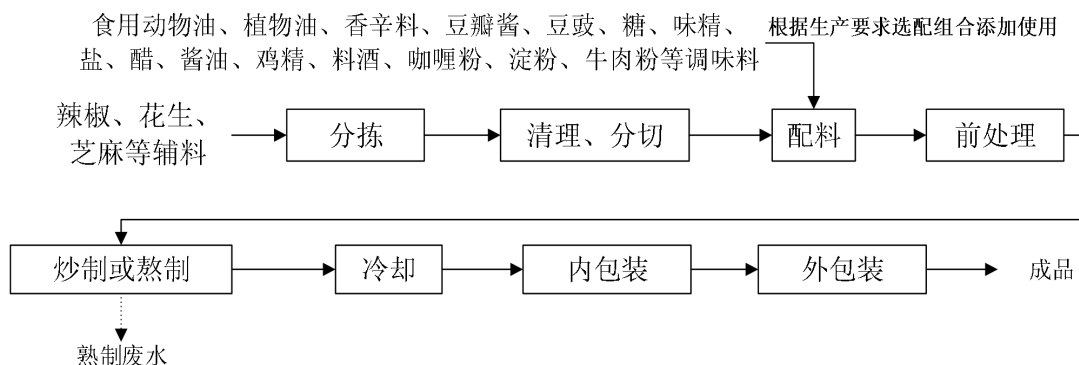 食用动物油、植物油、香辛料、豆瓣酱、豆豉、糖、味精、
盐、醋、酱油、鸡精、料酒、咖喱粉、淀粉、牛肉粉等调味料
根据生产要求选配组合添加使用
辣椒、花生、
芝麻等辅料
分拣
清理、分切
配料
前处理
炒制或熬制
冷却
内包装
外包装
成品
熟制废水